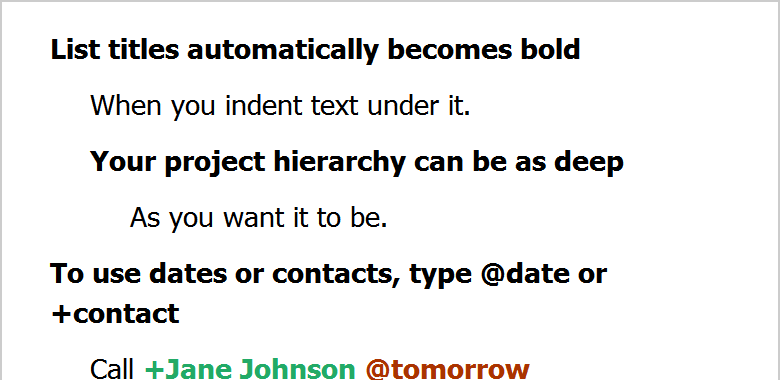 List titles automatically becomes bold
When you indent text under it.
Your project hierarchy can be as deep
As you want it to be.
To use dates or contacts, type @date or
+contact
Call +Jane Johnson @tomorrow